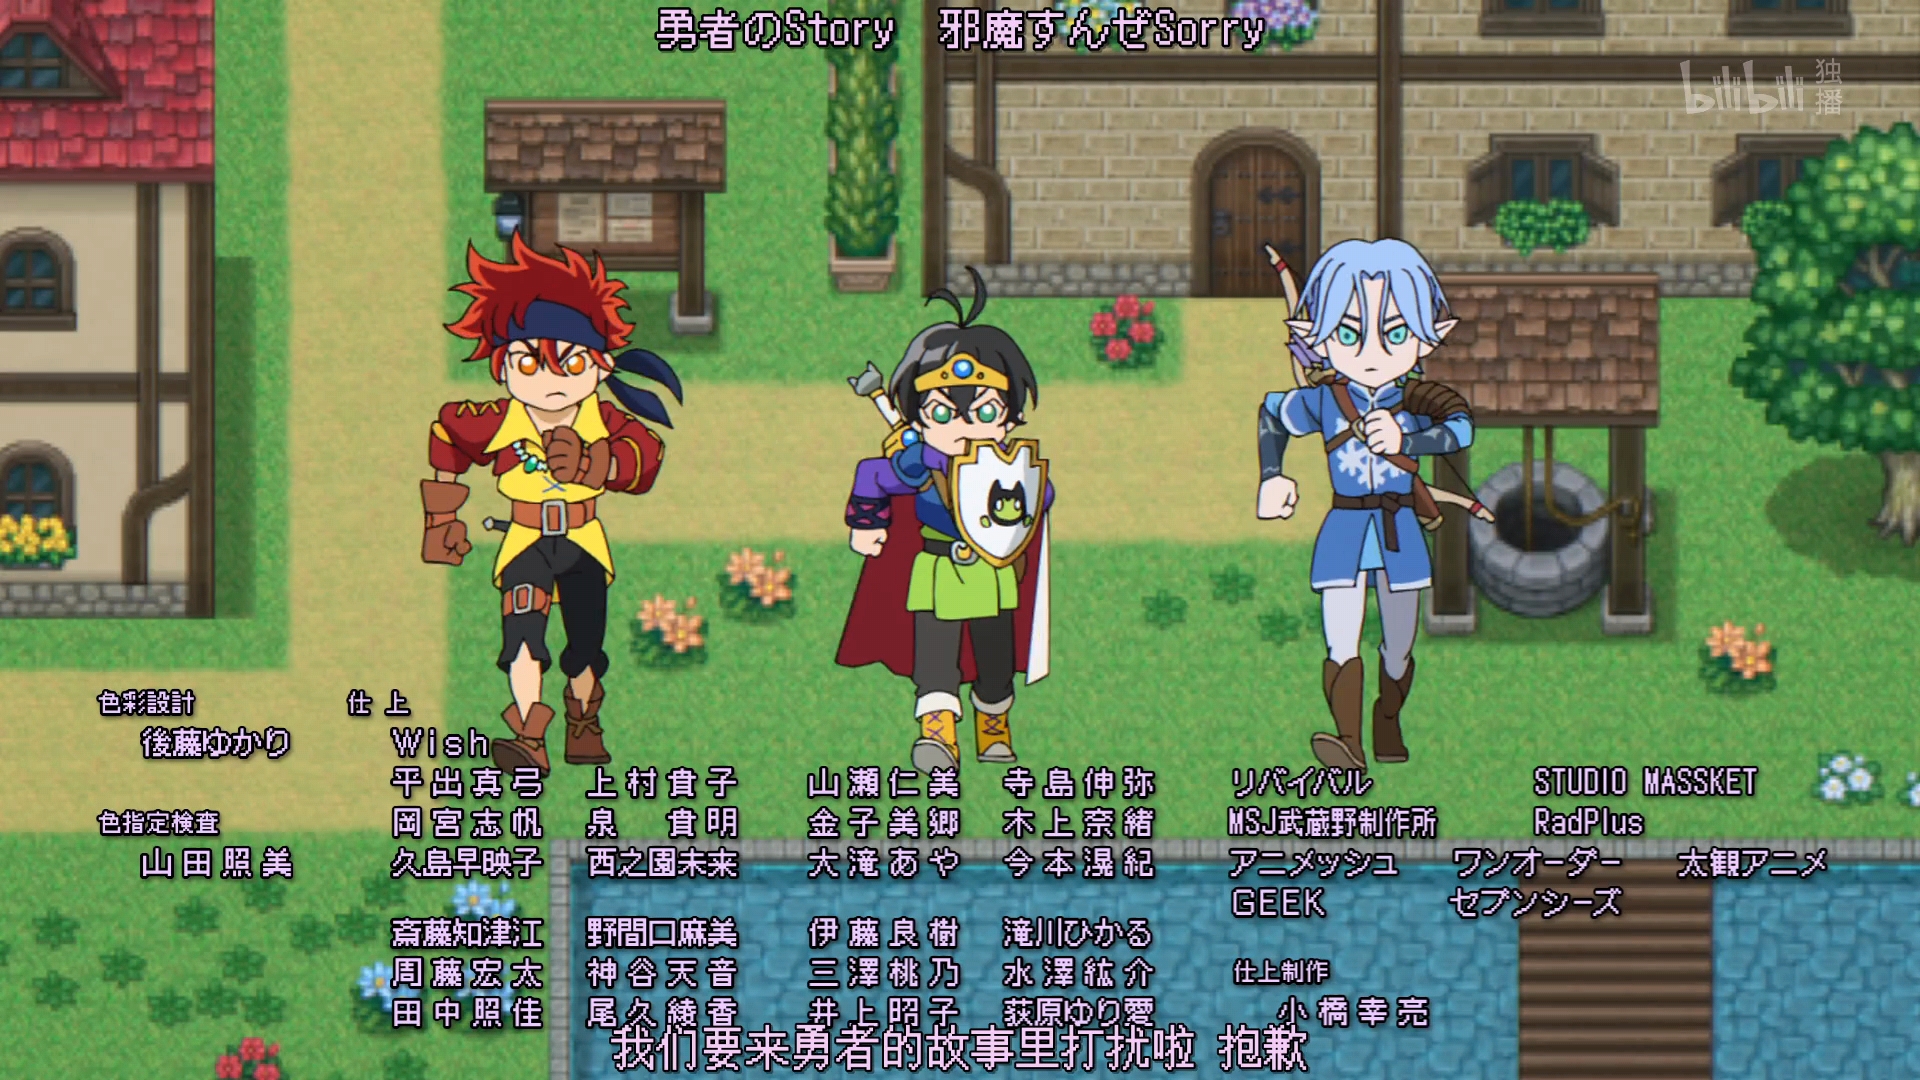 勇者のStory 邪魔すんぜSorry
bilibili 独播
色彩設計
後藤ゆかり
色指定検査
山田照美
仕上
Wish
平出真弓 上村貴子 山瀬仁美 寺島伸弥
岡宮志帆 泉 貴明 金子美郷 木上奈緒
久島早映子 西之園未来 大滝あや 今本滉紀
斎藤知津江 野間口麻美 伊藤良樹 滝川ひかる
周藤宏太 神谷天音 三澤桃乃 水澤紘介
田中照佳 尾久綾香 井上昭子 荻原ゆり愛
リバイバル STUDIO MASSKET
MSJ武蔵野制作所 RadPlus
アニメッシュ ワンオーダー 太観アニメ
GEEK セブンシーズ
仕上制作
小橋幸亮
我们要来勇者的故事里打扰啦 抱歉